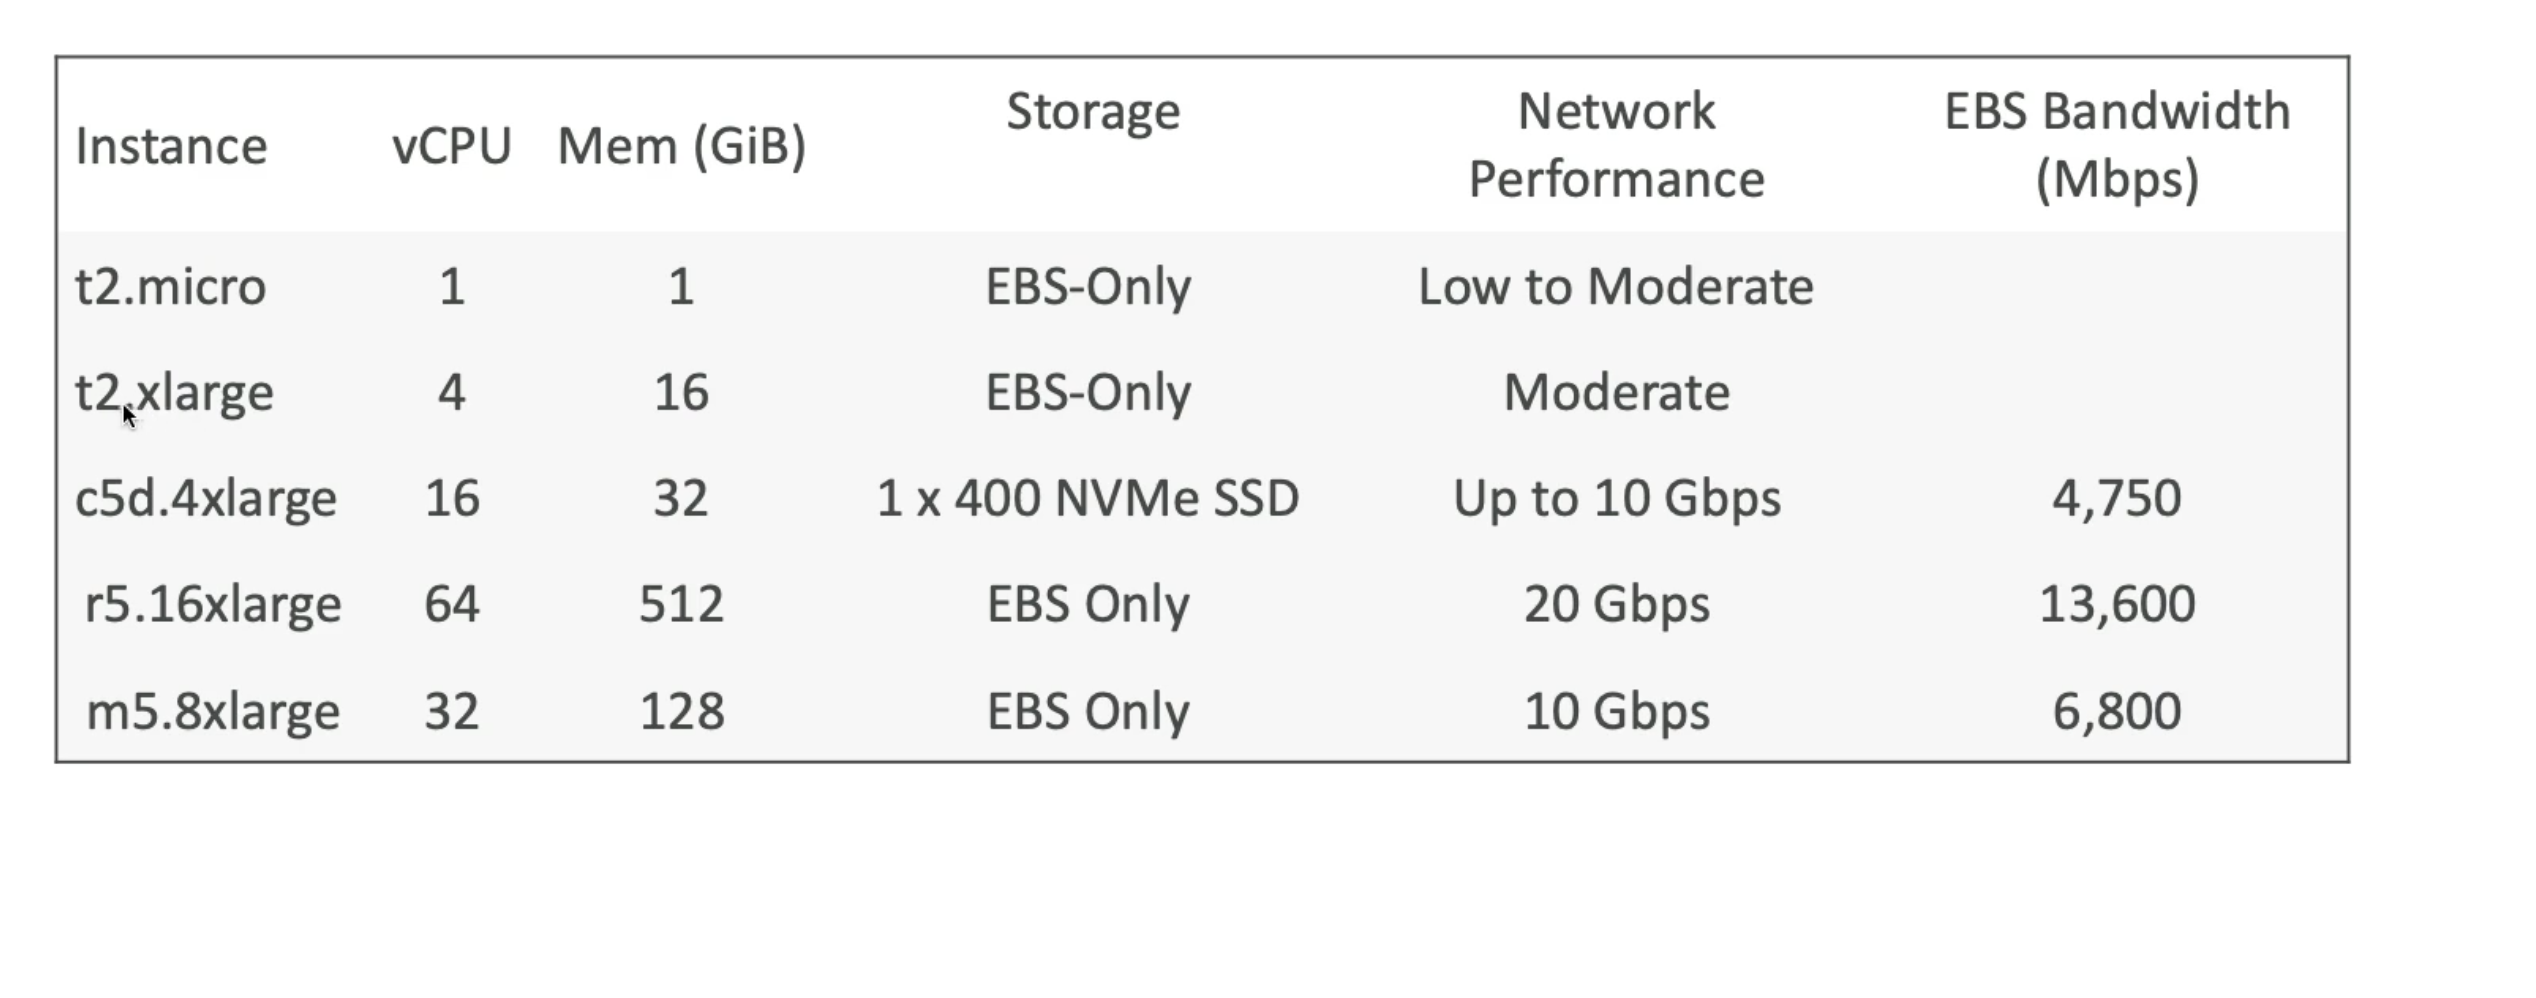 Instance vCPU Mem (GiB) Storage Network Performance EBS Bandwidth (Mbps)
t2.micro 1 1 EBS-Only Low to Moderate
t2.xlarge 4 16 EBS-Only Moderate
c5d.4xlarge 16 32 1 x 400 NVMe SSD Up to 10 Gbps 4,750
r5.16xlarge 64 512 EBS Only 20 Gbps 13,600
m5.8xlarge 32 128 EBS Only 10 Gbps 6,800